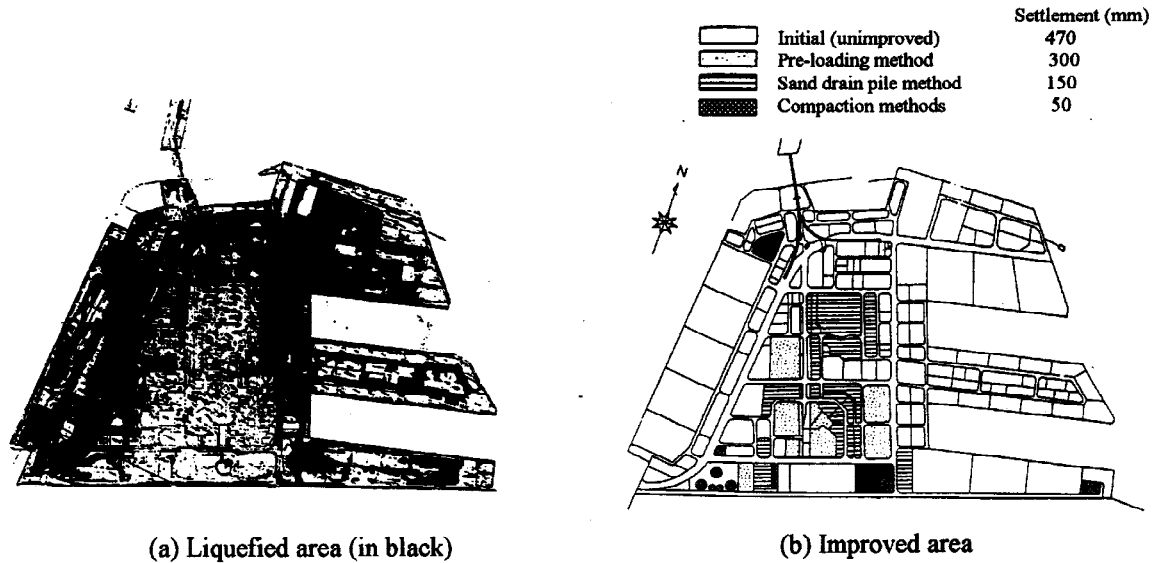 Settlement (mm)
Initial (unimproved) 470
Pre-loading method 300
Sand drain pile method 150
Compaction methods 50
N
(a) Liquefied area (in black)
(b) Improved area